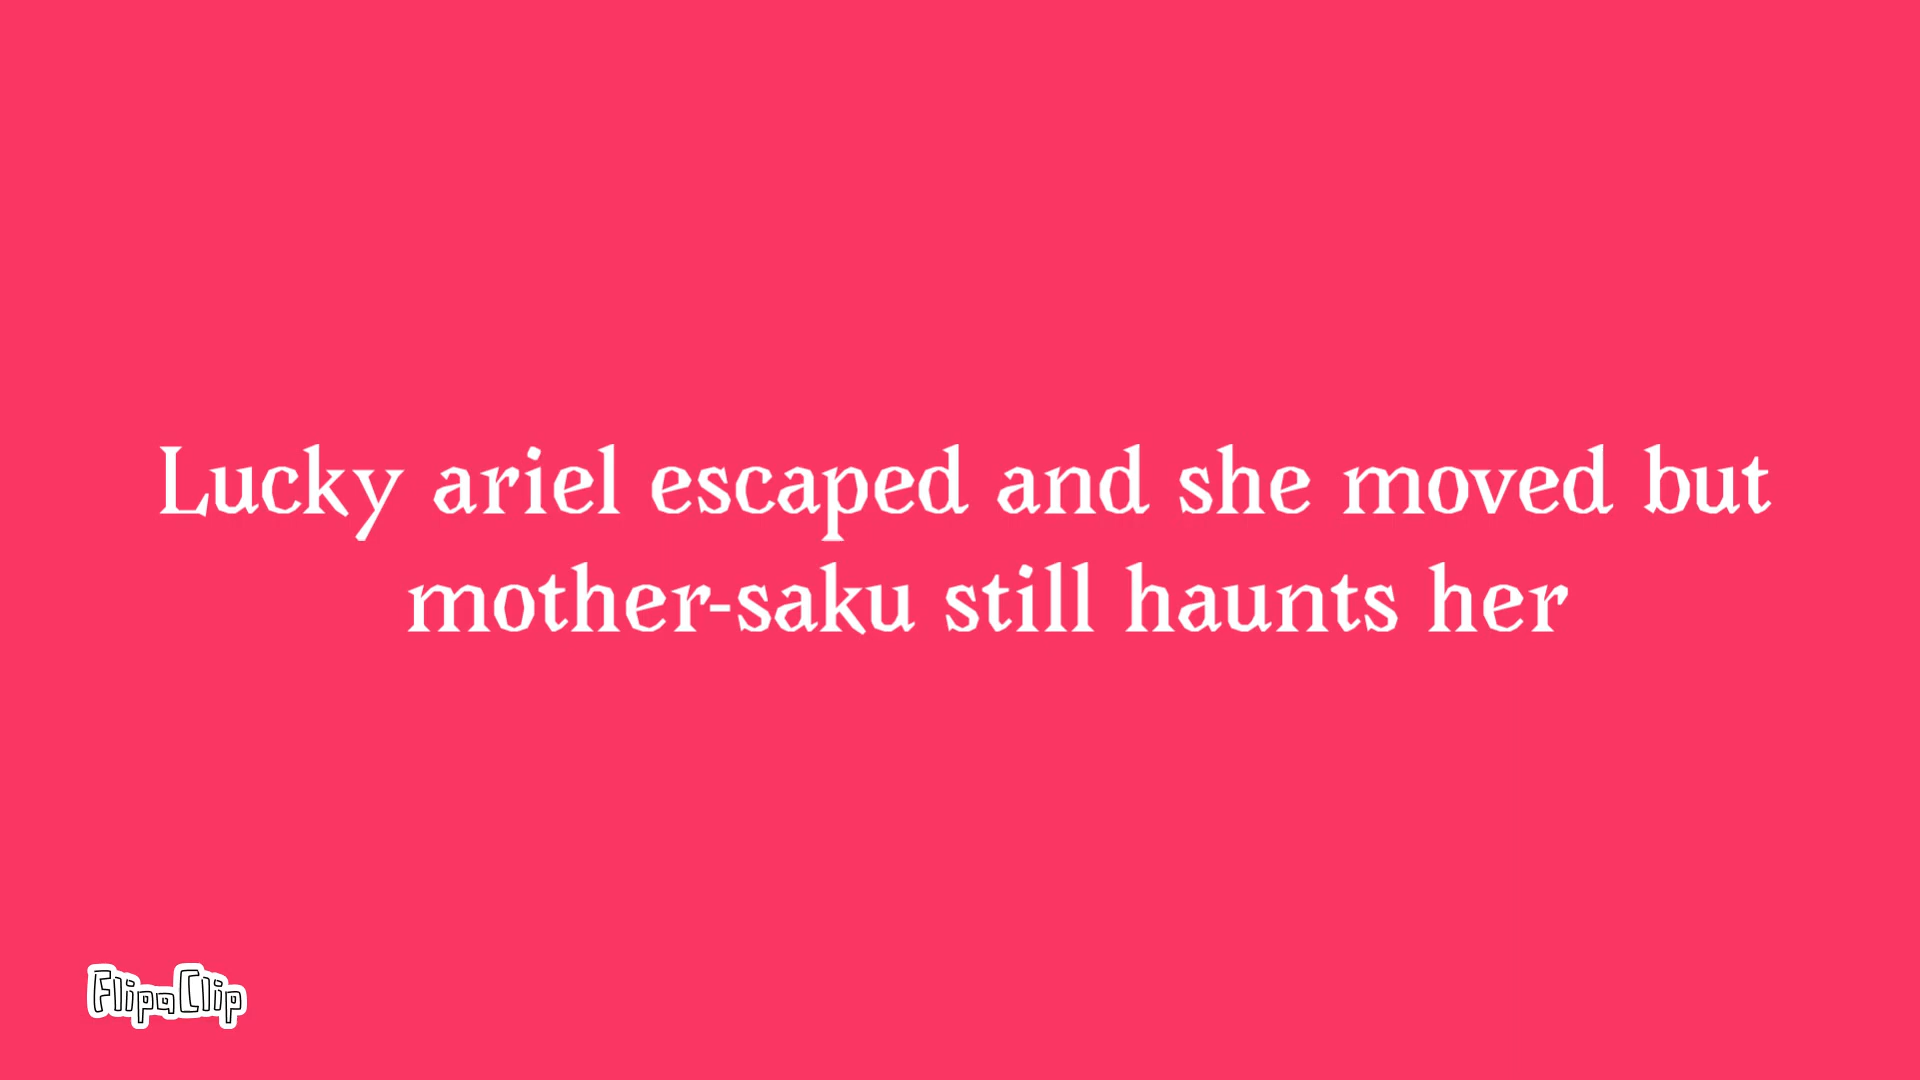 Lucky ariel escaped and she moved but
mother-saku still haunts her
FlipaClip